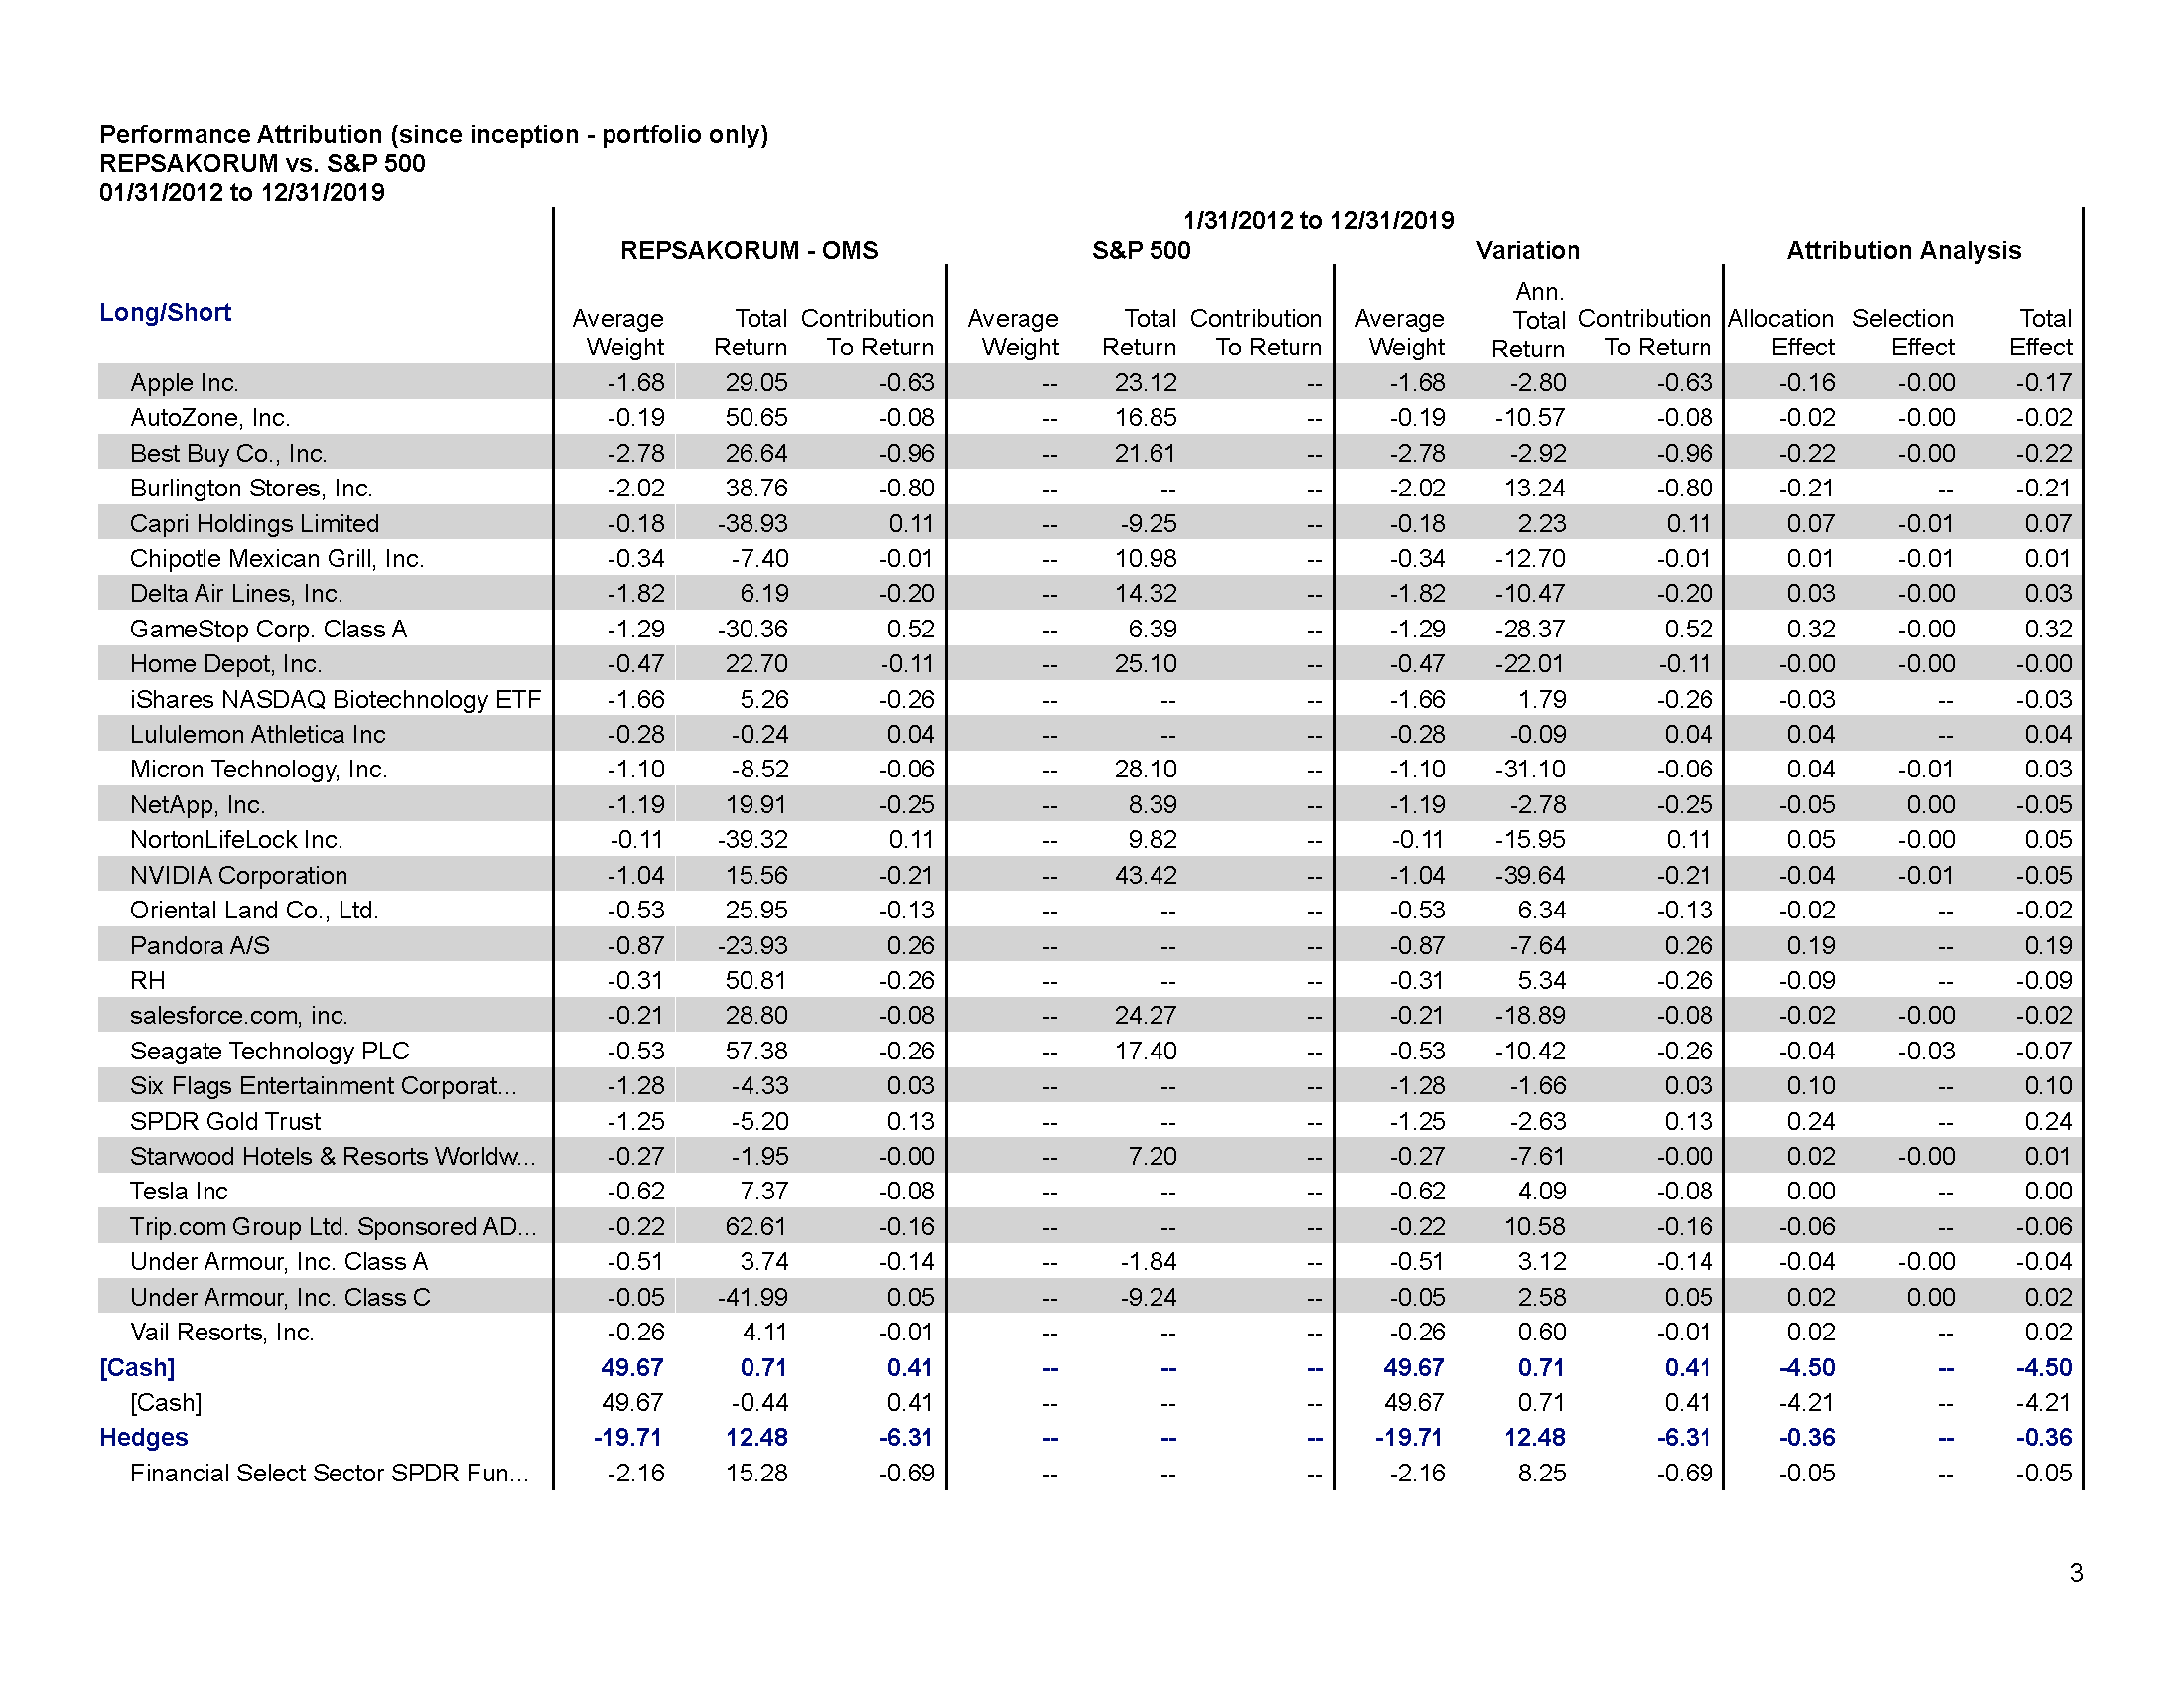 Performance Attribution (since inception - portfolio only)
REPSAKORUM vs. S&P 500
01/31/2012 to 12/31/2019
1/31/2012 to 12/31/2019
REPSAKORUM - OMS S&P 500 Variation Attribution Analysis
Long/Short Average Weight Total Return Contribution To Return Average Weight Total Return Contribution To Return Average Weight Ann. Total Return Contribution To Return Allocation Effect Selection Effect Total Effect
Apple Inc. -1.68 29.05 -0.63 -- 23.12 -- -1.68 -2.80 -0.63 -0.16 -0.00 -0.17
AutoZone, Inc. -0.19 50.65 -0.08 -- 16.85 -- -0.19 -10.57 -0.08 -0.02 -0.00 -0.02
Best Buy Co., Inc. -2.78 26.64 -0.96 -- 21.61 -- -2.78 -2.92 -0.96 -0.22 -0.00 -0.22
Burlington Stores, Inc. -2.02 38.76 -0.80 -- -- -- -2.02 13.24 -0.80 -0.21 -- -0.21
Capri Holdings Limited -0.18 -38.93 0.11 -- -9.25 -- -0.18 2.23 0.11 0.07 -0.01 0.07
Chipotle Mexican Grill, Inc. -0.34 -7.40 -0.01 -- 10.98 -- -0.34 -12.70 -0.01 0.01 -0.01 0.01
Delta Air Lines, Inc. -1.82 6.19 -0.20 -- 14.32 -- -1.82 -10.47 -0.20 0.03 -0.00 0.03
GameStop Corp. Class A -1.29 -30.36 0.52 -- 6.39 -- -1.29 -28.37 0.52 0.32 -0.00 0.32
Home Depot, Inc. -0.47 22.70 -0.11 -- 25.10 -- -0.47 -22.01 -0.11 -0.00 -0.00 -0.00
iShares NASDAQ Biotechnology ETF -1.66 5.26 -0.26 -- -- -- -1.66 1.79 -0.26 -0.03 -- -0.03
Lululemon Athletica Inc -0.28 -0.24 0.04 -- -- -- -0.28 -0.09 0.04 0.04 -- 0.04
Micron Technology, Inc. -1.10 -8.52 -0.06 -- 28.10 -- -1.10 -31.10 -0.06 0.04 -0.01 0.03
NetApp, Inc. -1.19 19.91 -0.25 -- 8.39 -- -1.19 -2.78 -0.25 -0.05 0.00 -0.05
NortonLifeLock Inc. -0.11 -39.32 0.11 -- 9.82 -- -0.11 -15.95 0.11 0.05 -0.00 0.05
NVIDIA Corporation -1.04 15.56 -0.21 -- 43.42 -- -1.04 -39.64 -0.21 -0.04 -0.01 -0.05
Oriental Land Co., Ltd. -0.53 25.95 -0.13 -- -- -- -0.53 6.34 -0.13 -0.02 -- -0.02
Pandora A/S -0.87 -23.93 0.26 -- -- -- -0.87 -7.64 0.26 0.19 -- 0.19
RH -0.31 50.81 -0.26 -- -- -- -0.31 5.34 -0.26 -0.09 -- -0.09
salesforce.com, inc. -0.21 28.80 -0.08 -- 24.27 -- -0.21 -18.89 -0.08 -0.02 -0.00 -0.02
Seagate Technology PLC -0.53 57.38 -0.26 -- 17.40 -- -0.53 -10.42 -0.26 -0.04 -0.03 -0.07
Six Flags Entertainment Corporat... -1.28 -4.33 0.03 -- -- -- -1.28 -1.66 0.03 0.10 -- 0.10
SPDR Gold Trust -1.25 -5.20 0.13 -- -- -- -1.25 -2.63 0.13 0.24 -- 0.24
Starwood Hotels & Resorts Worldw... -0.27 -1.95 -0.00 -- 7.20 -- -0.27 -7.61 -0.00 0.02 -0.00 0.01
Tesla Inc -0.62 7.37 -0.08 -- -- -- -0.62 4.09 -0.08 0.00 -- 0.00
Trip.com Group Ltd. Sponsored AD... -0.22 62.61 -0.16 -- -- -- -0.22 10.58 -0.16 -0.06 -- -0.06
Under Armour, Inc. Class A -0.51 3.74 -0.14 -- -1.84 -- -0.51 3.12 -0.14 -0.04 -0.00 -0.04
Under Armour, Inc. Class C -0.05 -41.99 0.05 -- -9.24 -- -0.05 2.58 0.05 0.02 0.00 0.02
Vail Resorts, Inc. -0.26 4.11 -0.01 -- -- -- -0.26 0.60 -0.01 0.02 -- 0.02
[Cash] 49.67 0.71 0.41 -- -- -- 49.67 0.71 0.41 -4.50 -- -4.50
[Cash] 49.67 -0.44 0.41 -- -- -- 49.67 0.71 0.41 -4.21 -- -4.21
Hedges -19.71 12.48 -6.31 -- -- -- -19.71 12.48 -6.31 -0.36 -- -0.36
Financial Select Sector SPDR Fun... -2.16 15.28 -0.69 -- -- -- -2.16 8.25 -0.69 -0.05 -- -0.05
3